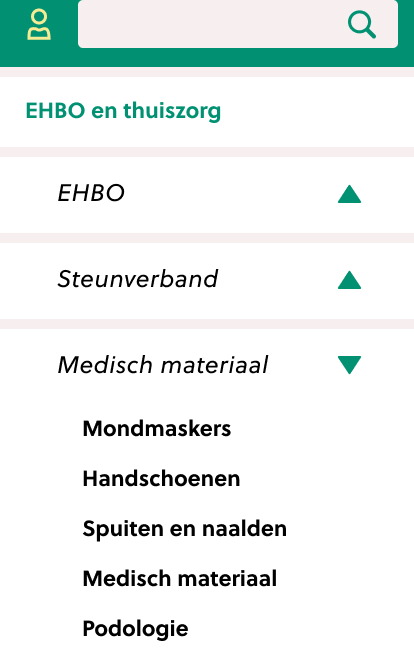 EHBO en thuiszorg
EHBO
Steunverband
Medisch materiaal
Mondmaskers
Handschoenen
Spuiten en naalden
Medisch materiaal
Podologie